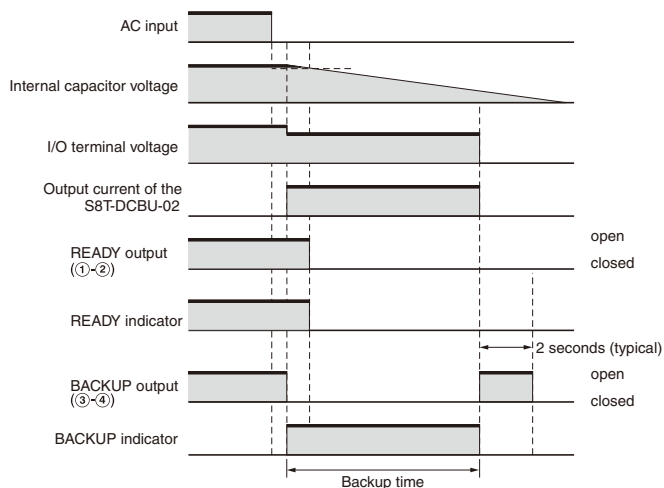 AC input
Internal capacitor voltage
I/O terminal voltage
Output current of the
S8T-DCBU-02
READY output
(①-②)
open
closed
READY indicator
2 seconds (typical)
BACKUP output
(③-④)
open
closed
BACKUP indicator
Backup time